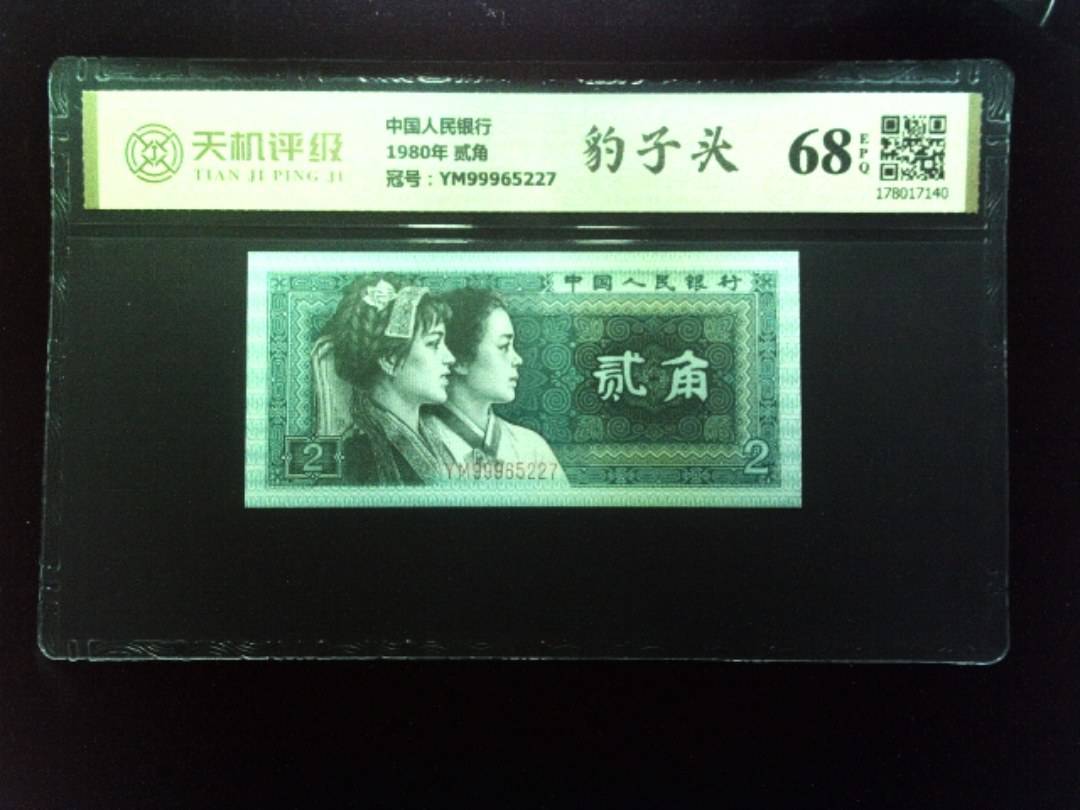 天机评级
TIAN JI PING JI
中国人民银行
1980年 贰角
冠号：YM99965227
豹子头
68
EPQ
178017140
中国人民银行
贰角
2
2
YM99965227